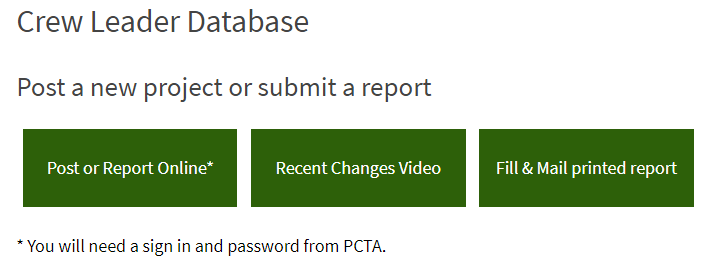 Crew Leader Database
Post a new project or submit a report
Post or Report Online*
Recent Changes Video
Fill & Mail printed report
* You will need a sign in and password from PCTA.